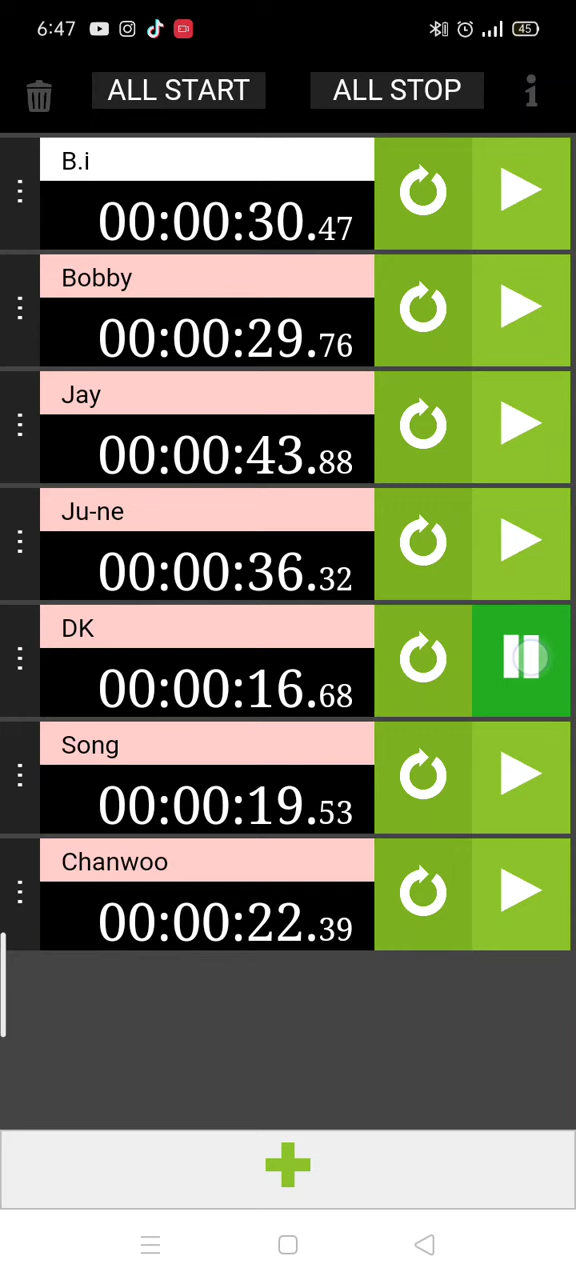 6:47
45
ALL START ALL STOP
B.i
00:00:30.47
Bobby
00:00:29.76
Jay
00:00:43.88
Ju-ne
00:00:36.32
DK
00:00:16.68
Song
00:00:19.53
Chanwoo
00:00:22.39